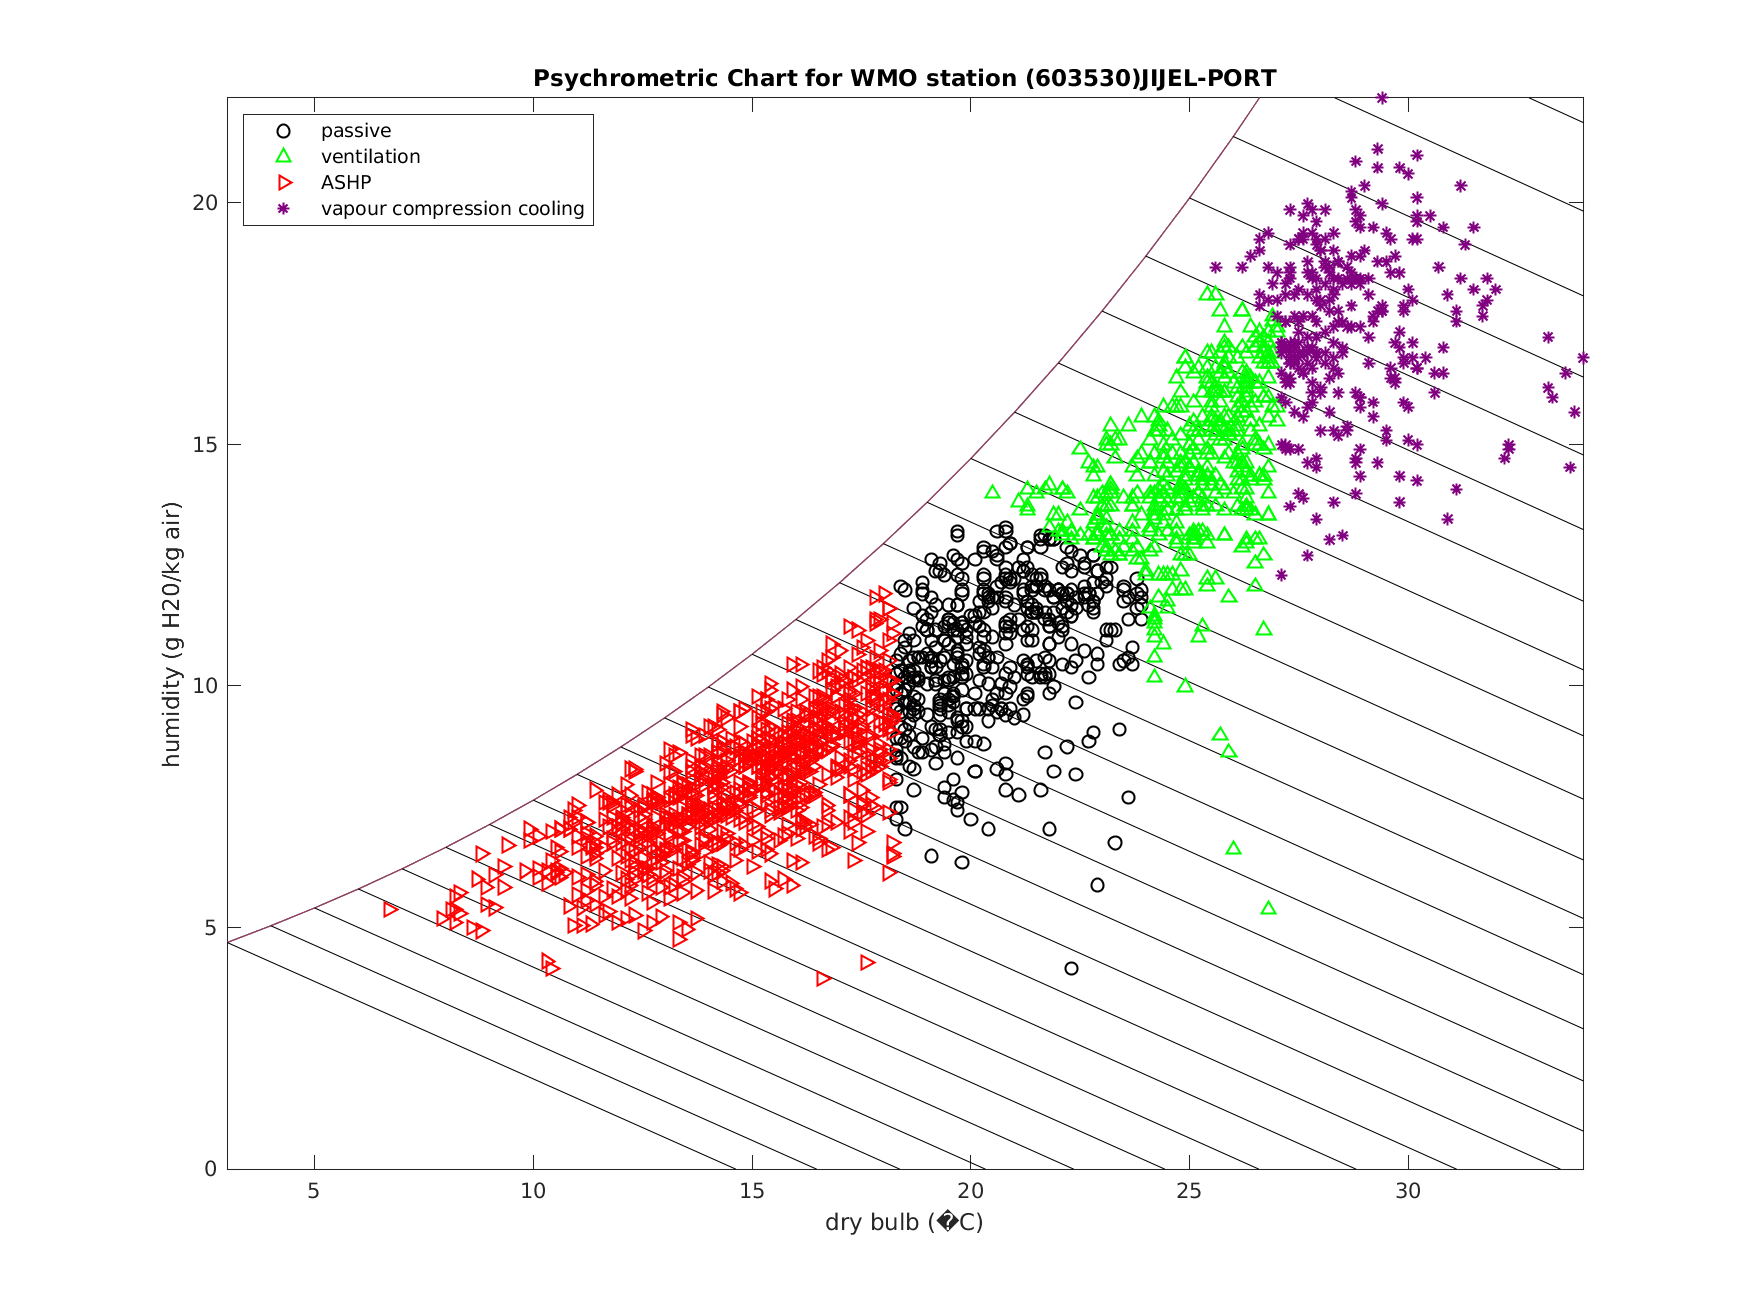 Psychrometric Chart for WMO station (603530)JIJEL-PORT
passive
ventilation
ASHP
vapour compression cooling
humidity (g H20/kg air)
20
15
10
5
0
5 10 15 20 25 30
dry bulb (�C)